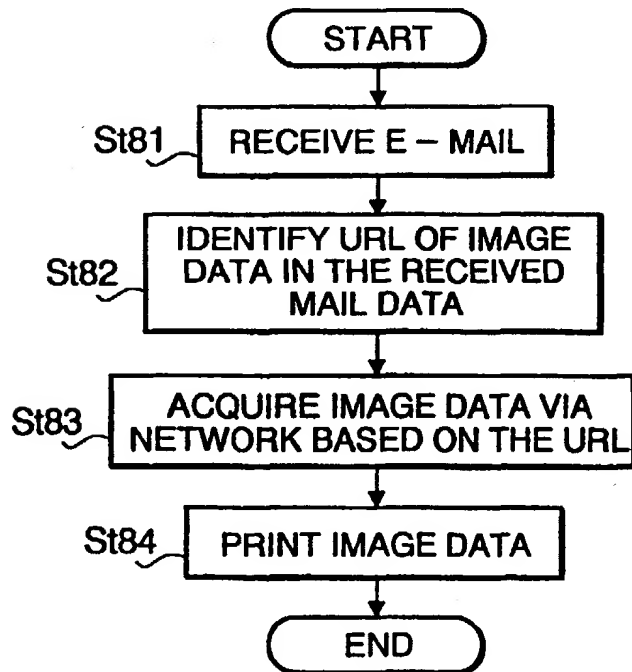 START
St81
RECEIVE E – MAIL
St82
IDENTIFY URL OF IMAGE
DATA IN THE RECEIVED
MAIL DATA
St83
ACQUIRE IMAGE DATA VIA
NETWORK BASED ON THE URL
St84
PRINT IMAGE DATA
END